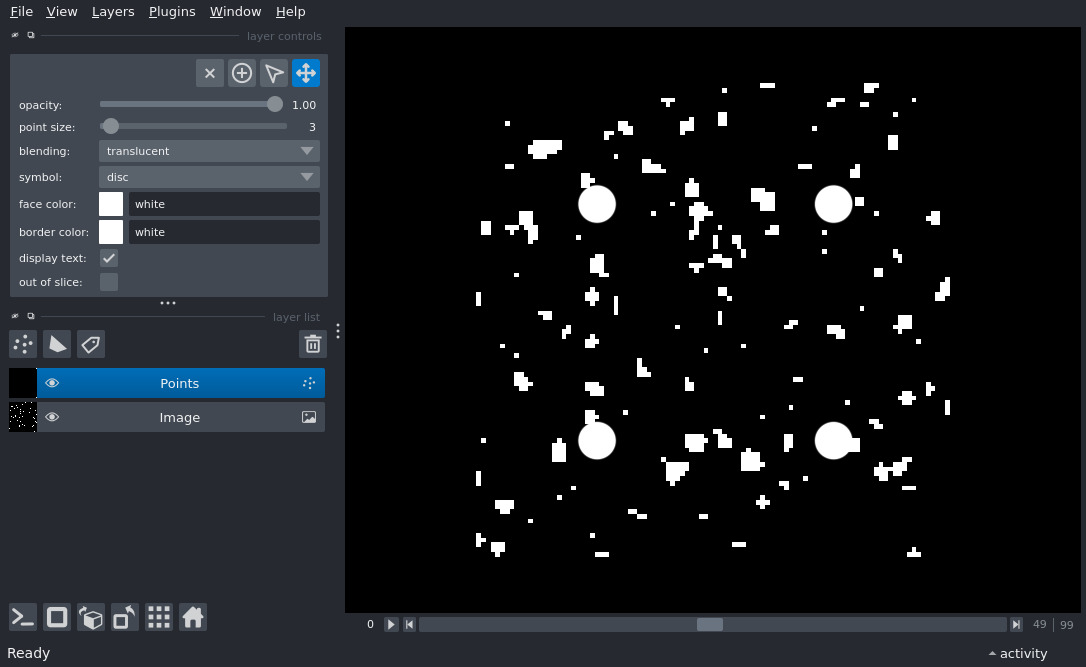 File View Layers Plugins Window Help
layer controls
opacity: 1.00
point size: 3
blending: translucent
symbol: disc
face color: white
border color: white
display text:
out of slice:
layer list
Points
Image
0 49 99
Ready activity